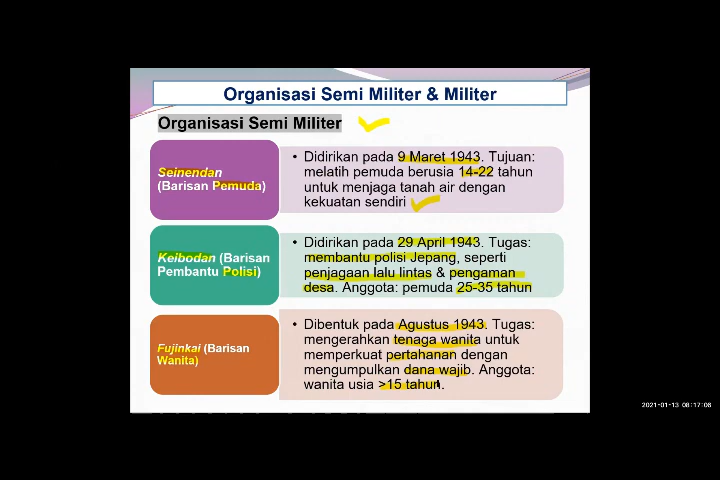 Organisasi Semi Militer & Militer
Organisasi Semi Militer
Seinendan
(Barisan Pemuda)
• Didirikan pada 9 Maret 1943. Tujuan:
melatih pemuda berusia 14-22 tahun
untuk menjaga tanah air dengan
kekuatan sendiri
Keibodan (Barisan
Pembantu Polisi)
• Didirikan pada 29 April 1943. Tugas:
membantu polisi Jepang, seperti
penjagaan lalu lintas & pengaman
desa. Anggota: pemuda 25-35 tahun
Fujinkai (Barisan
Wanita)
• Dibentuk pada Agustus 1943. Tugas:
mengerahkan tenaga wanita untuk
memperkuat pertahanan dengan
mengumpulkan dana wajib. Anggota:
wanita usia >15 tahun.
2021-01-13 08:17:06